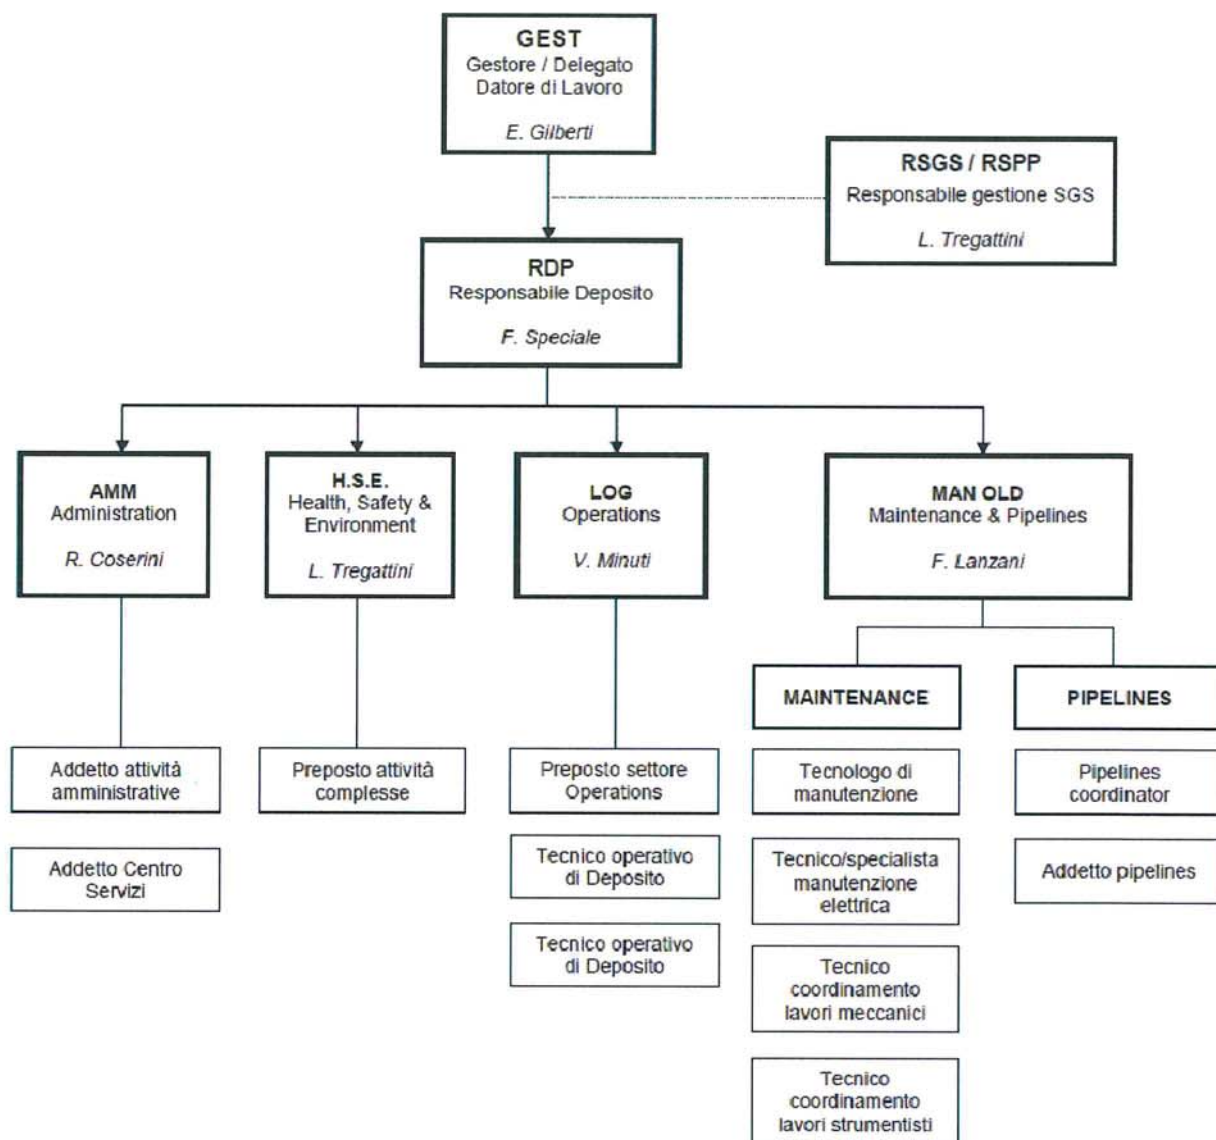 GEST
Gestore / Delegato
Datore di Lavoro
E. Gilberti
RSGS / RSPP
Responsabile gestione SGS
L. Tregattini
RDP
Responsabile Deposito
F. Speciale
AMM
Administration
R. Coserini
H.S.E.
Health, Safety &
Environment
L. Tregattini
LOG
Operations
V. Minuti
MAN OLD
Maintenance & Pipelines
F. Lanzani
MAINTENANCE
PIPELINES
Addetto attività
amministrative
Preposto attività
complesse
Preposto settore
Operations
Tecnologo di
manutenzione
Pipelines
coordinator
Addetto Centro
Servizi
Tecnico operativo
di Deposito
Tecnico/specialista
manutenzione
elettrica
Addetto pipelines
Tecnico operativo
di Deposito
Tecnico
coordinamento
lavori meccanici
Tecnico
coordinamento
lavori strumentisti